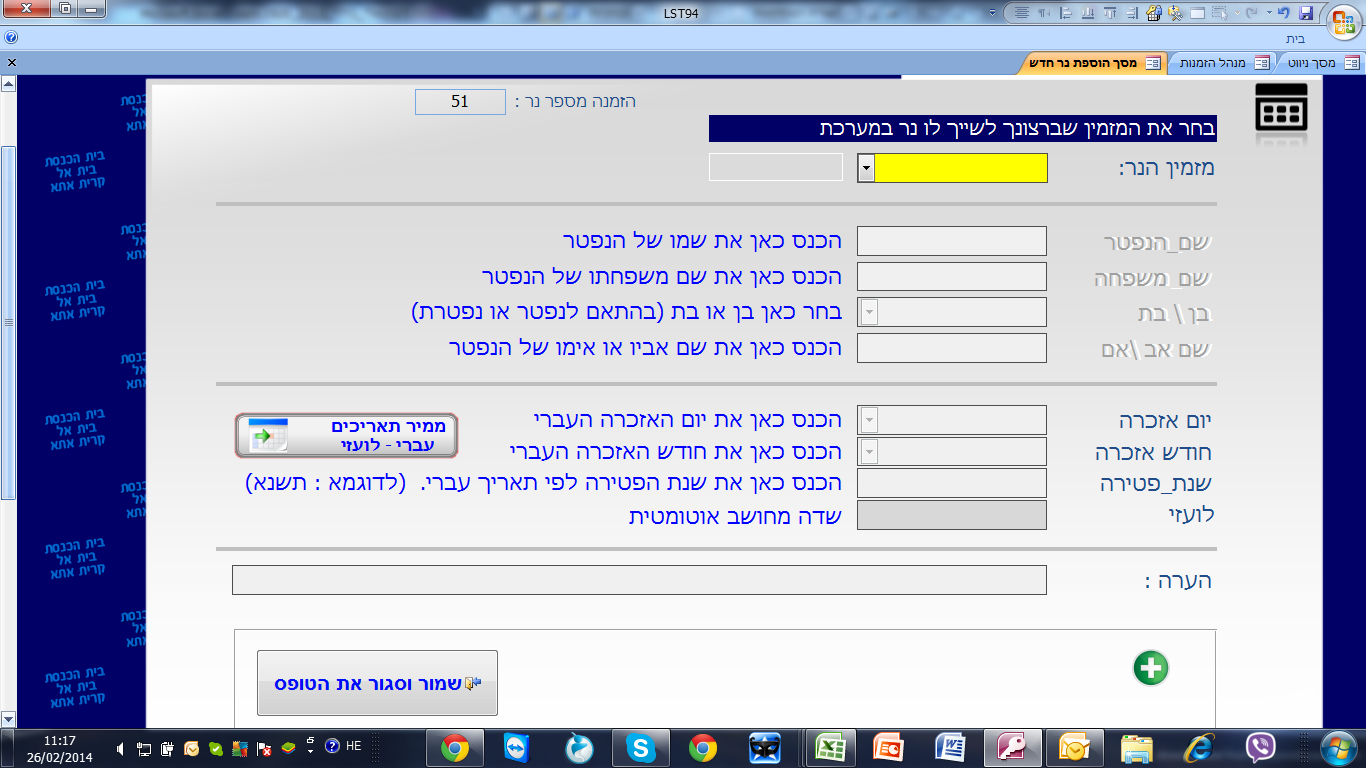 LST94
בית
מסך ניווט
מנהל הזמנות
מסך הוספת נר חדש
הזמנה מספר נר : 51
בחר את המזמין שברצונך לשייך לו נר במערכת
מזמין הנר:
שם_הנפטר הכנס כאן את שמו של הנפטר
שם_משפחה הכנס כאן את שם משפחתו של הנפטר
בן \ בת בחר כאן בן או בת (בהתאם לנפטר או נפטרת)
שם אב \אם הכנס כאן את שם אביו או אימו של הנפטר
יום אזכרה הכנס כאן את יום האזכרה העברי
חודש אזכרה הכנס כאן את חודש האזכרה העברי
ממיר תאריכים
עברי - לועזי
שנת_פטירה הכנס כאן את שנת הפטירה לפי תאריך עברי. (לדוגמא : תשנא)
לועזי שדה מחושב אוטומטית
הערה :
שמור וסגור את הטופס
בית הכנסת
בית אל
קרית אתא
בית הכנסת
בית אל
קרית אתא
בית הכנסת
בית אל
קרית אתא
בית הכנסת
בית אל
קרית אתא
בית הכנסת
בית אל
קרית אתא
HE
11:17
26/02/2014